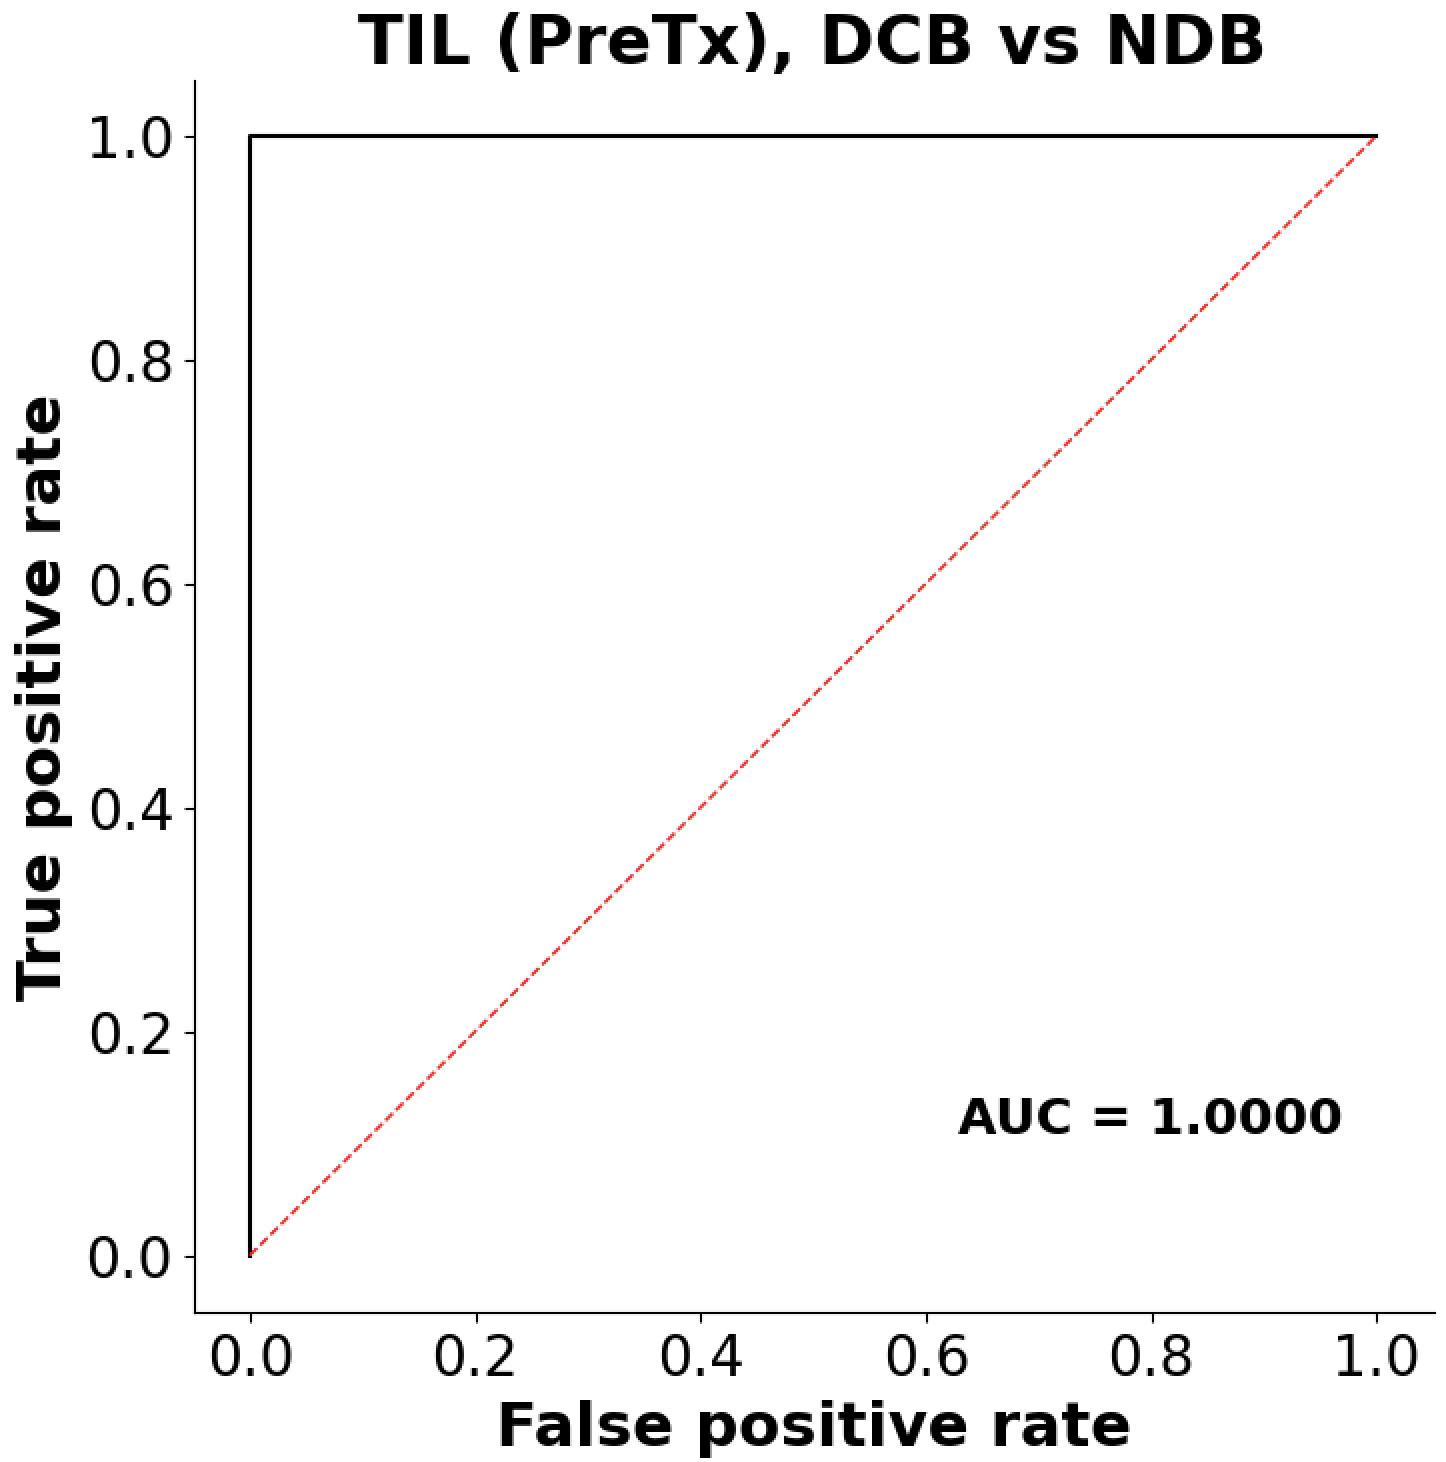 TIL (PreTx), DCB vs NDB
True positive rate
1.0
0.8
0.6
0.4
0.2
0.0
AUC = 1.0000
0.0 0.2 0.4 0.6 0.8 1.0
False positive rate